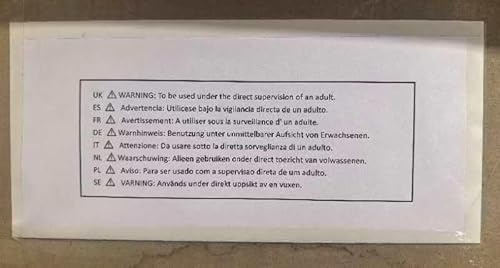 UK ⚠ WARNING: To be used under the direct supervision of an adult.
ES ⚠ Advertencia: Utilicese bajo la vigilancia directa de un adulto.
FR ⚠ Avertissement: A utiliser sous la surveillance d' un adulte.
DE ⚠ Warnhinweis: Benutzung unter unmittelbarer Aufsicht von Erwachsenen.
IT ⚠ Attenzione: Da usare sotto la diretta sorveglianza di un adulto.
NL ⚠ Waarschuwing: Alleen gebruiken onder direct toezicht van volwassenen.
PL ⚠ Aviso: Para ser usado com a supervisao direta de um adulto.
SE ⚠ VARNING: Används under direkt uppsikt av en vuxen.